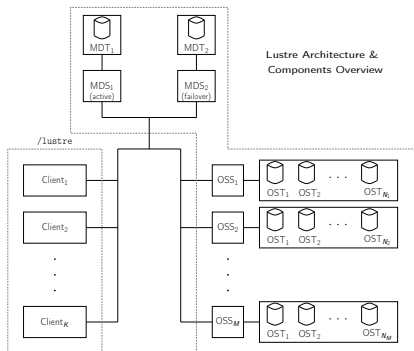 MDT1 MDT2
Lustre Architecture &
Components Overview
MDS1 MDS2
(active) (failover)
/lustre
Client1 OSS1 OST1 OST2 . . . OSTN1
Client2 OSS2 OST1 OST2 . . . OSTN2
ClientK OSSM OST1 OST2 . . . OSTNM